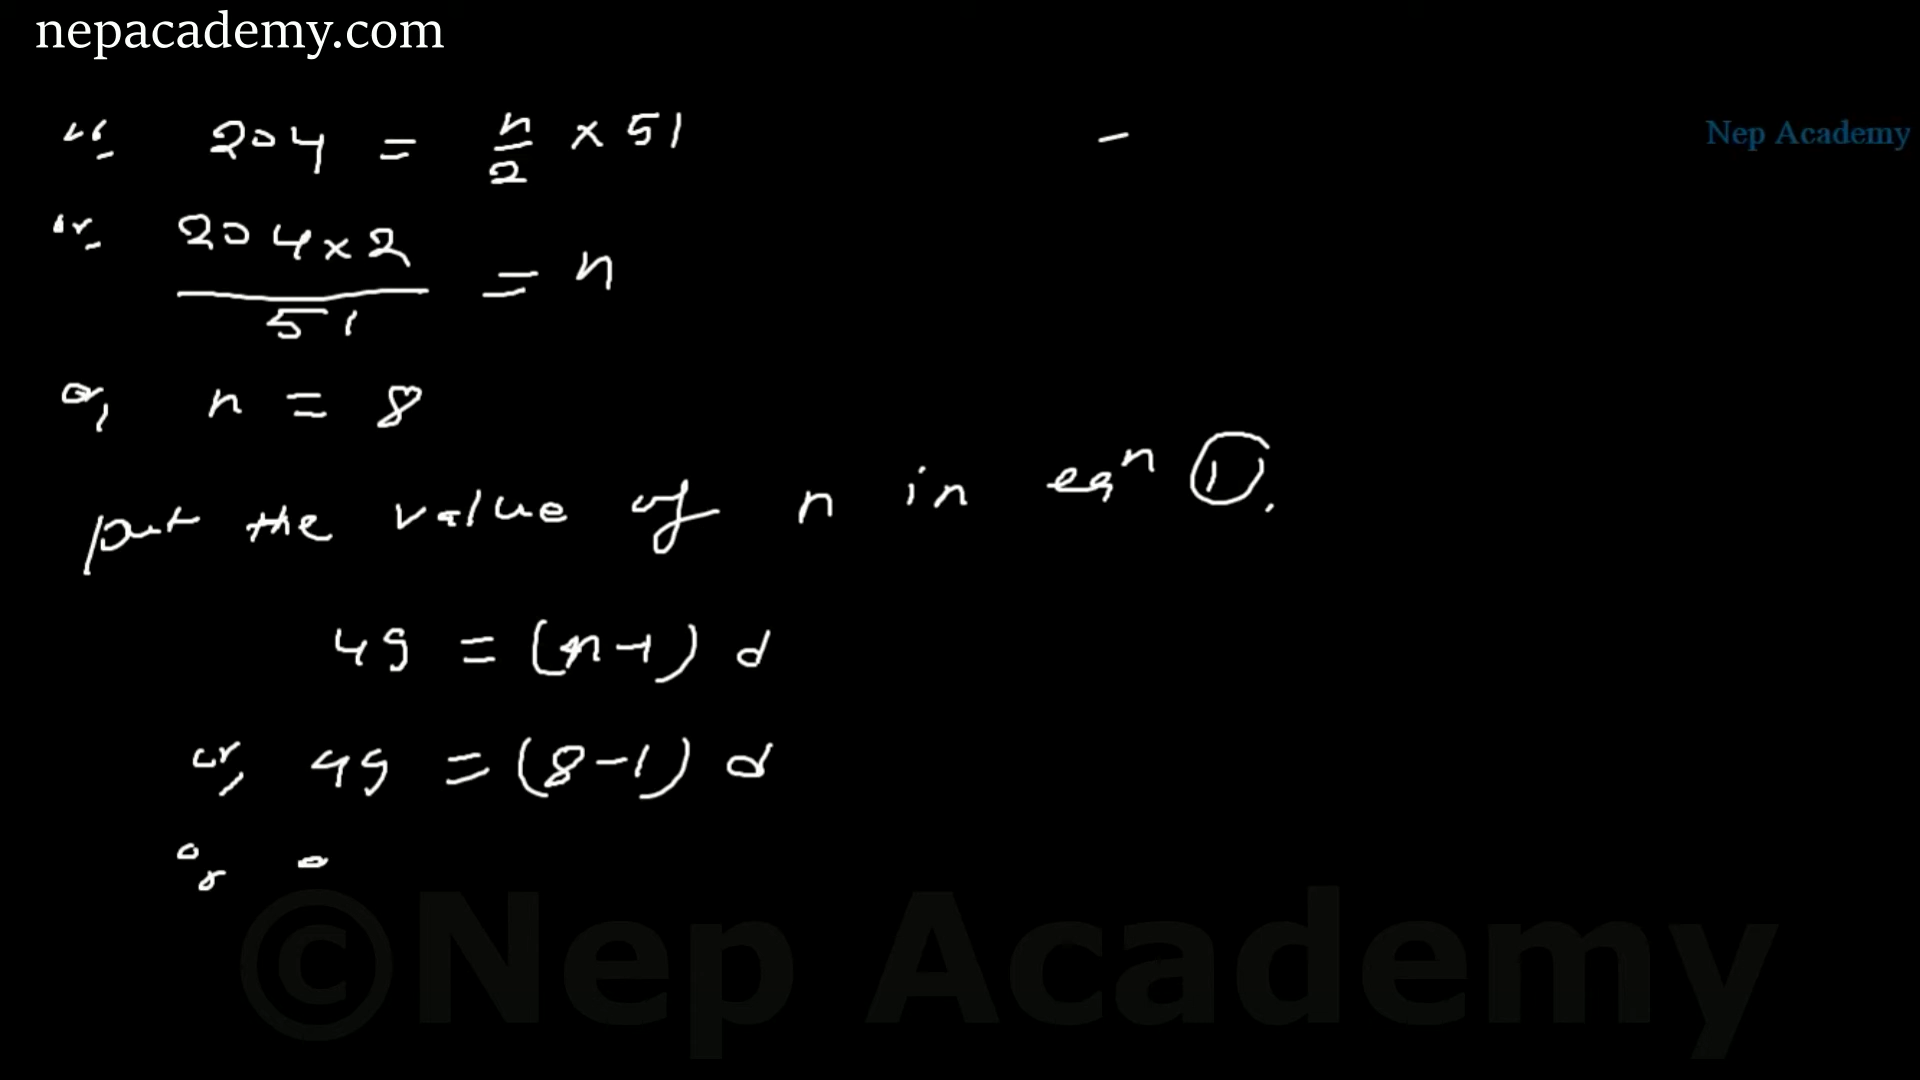 nepacademy.com
or, 204 = n/2 × 51
Nep Academy
or, 204×2/51 = n
or, n = 8
put the value of n in eqⁿ ①.
49 = (n-1) d
or, 49 = (8-1) d
or
©Nep Academy